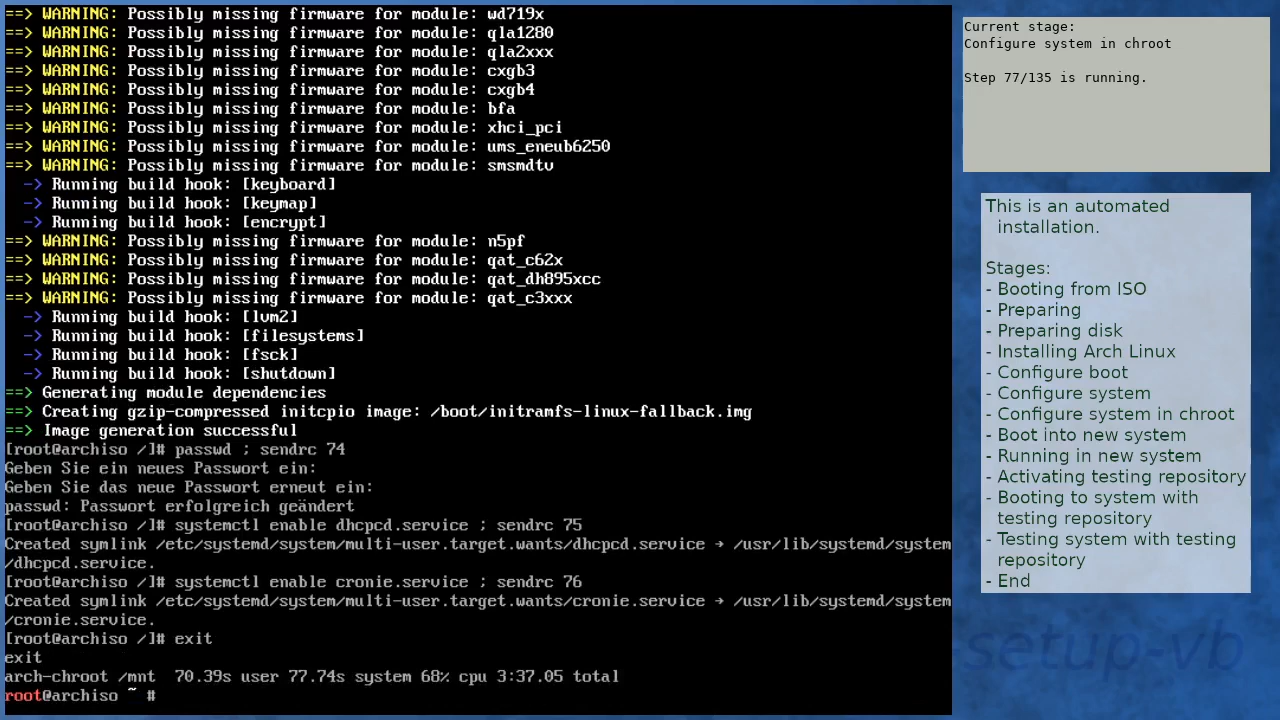 ==> WARNING: Possibly missing firmware for module: wd719x
==> WARNING: Possibly missing firmware for module: qla1280
==> WARNING: Possibly missing firmware for module: qla2xxx
==> WARNING: Possibly missing firmware for module: cxgb3
==> WARNING: Possibly missing firmware for module: cxgb4
==> WARNING: Possibly missing firmware for module: bfa
==> WARNING: Possibly missing firmware for module: xhci_pci
==> WARNING: Possibly missing firmware for module: ums_eneub6250
==> WARNING: Possibly missing firmware for module: smsmdtv
  -> Running build hook: [keyboard]
  -> Running build hook: [keymap]
  -> Running build hook: [encrypt]
==> WARNING: Possibly missing firmware for module: n5pf
==> WARNING: Possibly missing firmware for module: qat_c62x
==> WARNING: Possibly missing firmware for module: qat_dh895xcc
==> WARNING: Possibly missing firmware for module: qat_c3xxx
  -> Running build hook: [lvm2]
  -> Running build hook: [filesystems]
  -> Running build hook: [fsck]
  -> Running build hook: [shutdown]
==> Generating module dependencies
==> Creating gzip-compressed initcpio image: /boot/initramfs-linux-fallback.img
==> Image generation successful
[root@archiso /]# passwd ; sendrc 74
Geben Sie ein neues Passwort ein:
Geben Sie das neue Passwort erneut ein:
passwd: Passwort erfolgreich geändert
[root@archiso /]# systemctl enable dhcpcd.service ; sendrc 75
Created symlink /etc/systemd/system/multi-user.target.wants/dhcpcd.service → /usr/lib/systemd/system
/dhcpcd.service.
[root@archiso /]# systemctl enable cronie.service ; sendrc 76
Created symlink /etc/systemd/system/multi-user.target.wants/cronie.service → /usr/lib/systemd/system
/cronie.service.
[root@archiso /]# exit
exit
arch-chroot /mnt  70.39s user 77.74s system 68% cpu 3:37.05 total
root@archiso ~ #
Current stage:
Configure system in chroot
Step 77/135 is running.
This is an automated
installation.
Stages:
- Booting from ISO
- Preparing
- Preparing disk
- Installing Arch Linux
- Configure boot
- Configure system
- Configure system in chroot
- Boot into new system
- Running in new system
- Activating testing repository
- Booting to system with
testing repository
- Testing system with testing
repository
- End
setup-vb